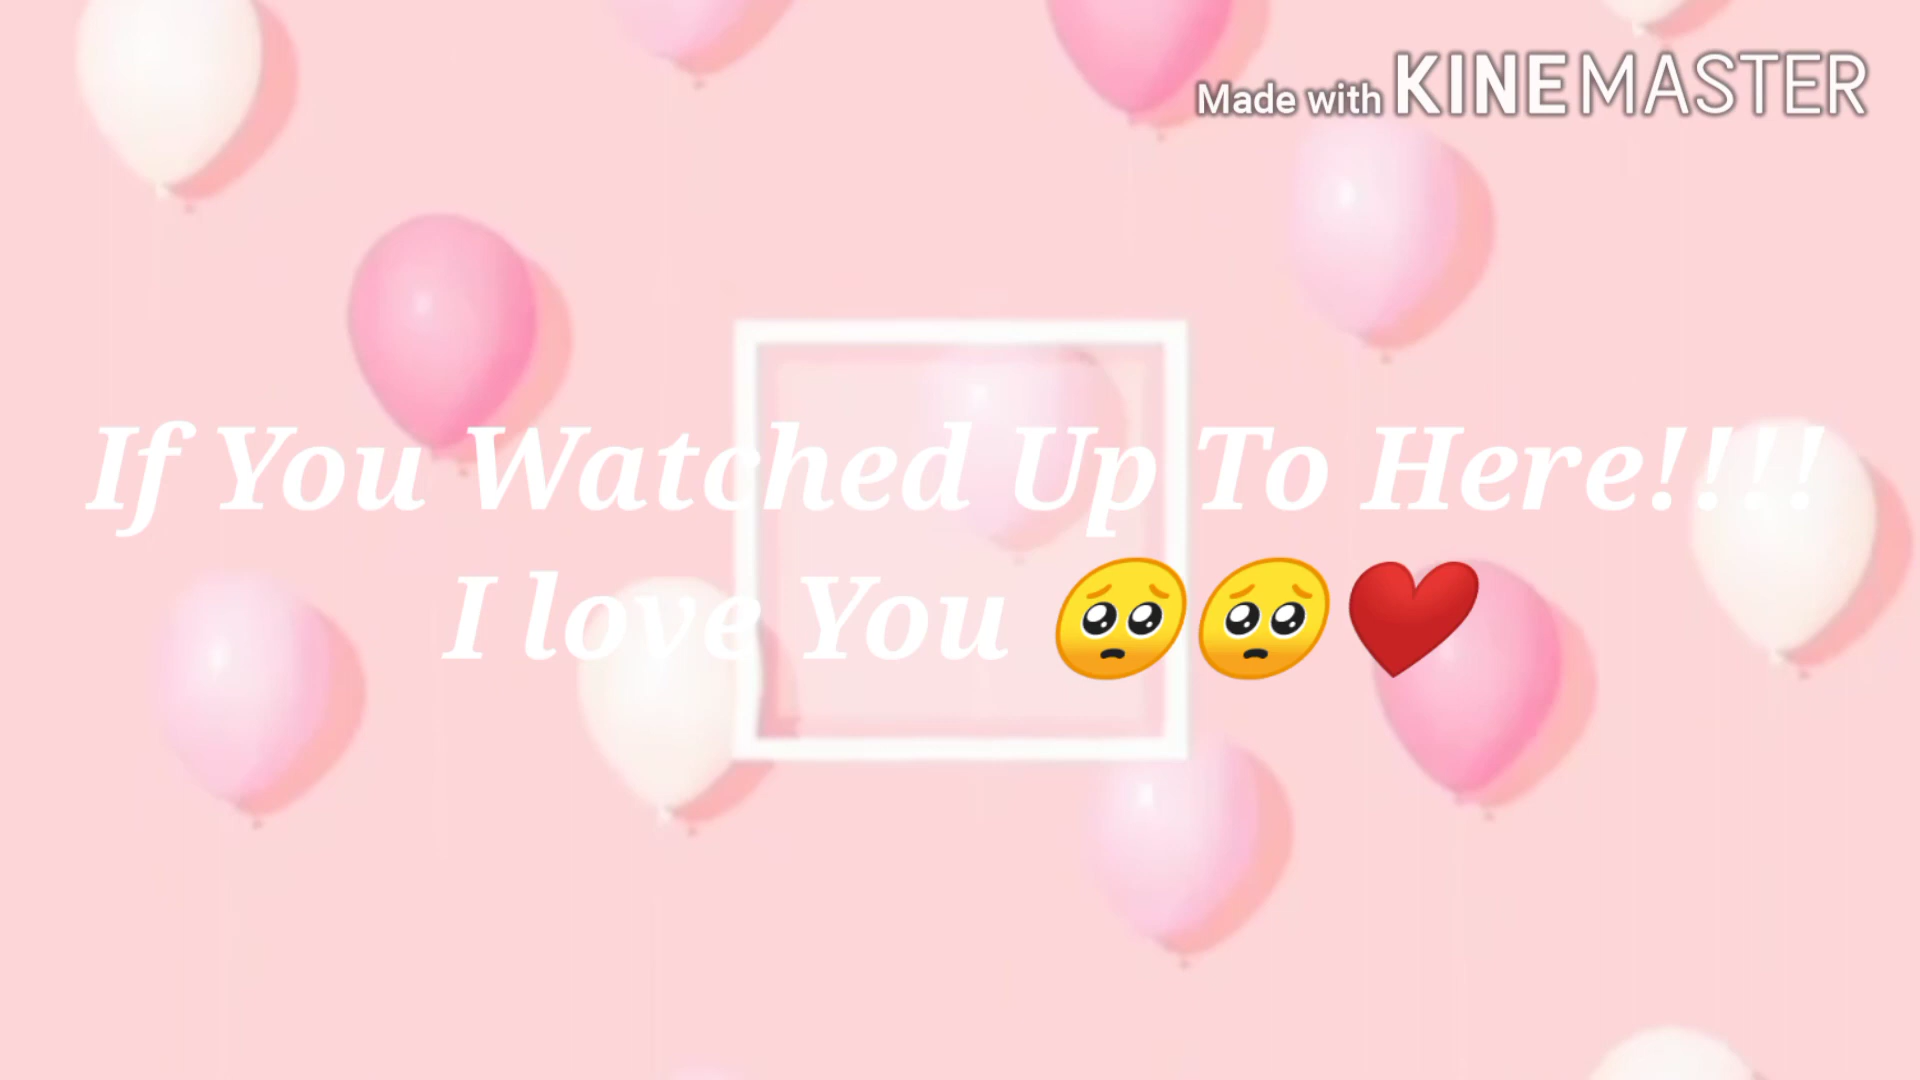 Made with KINEMASTER
If You Watched Up To Here!!!!
I love You 🥺🥺❤️